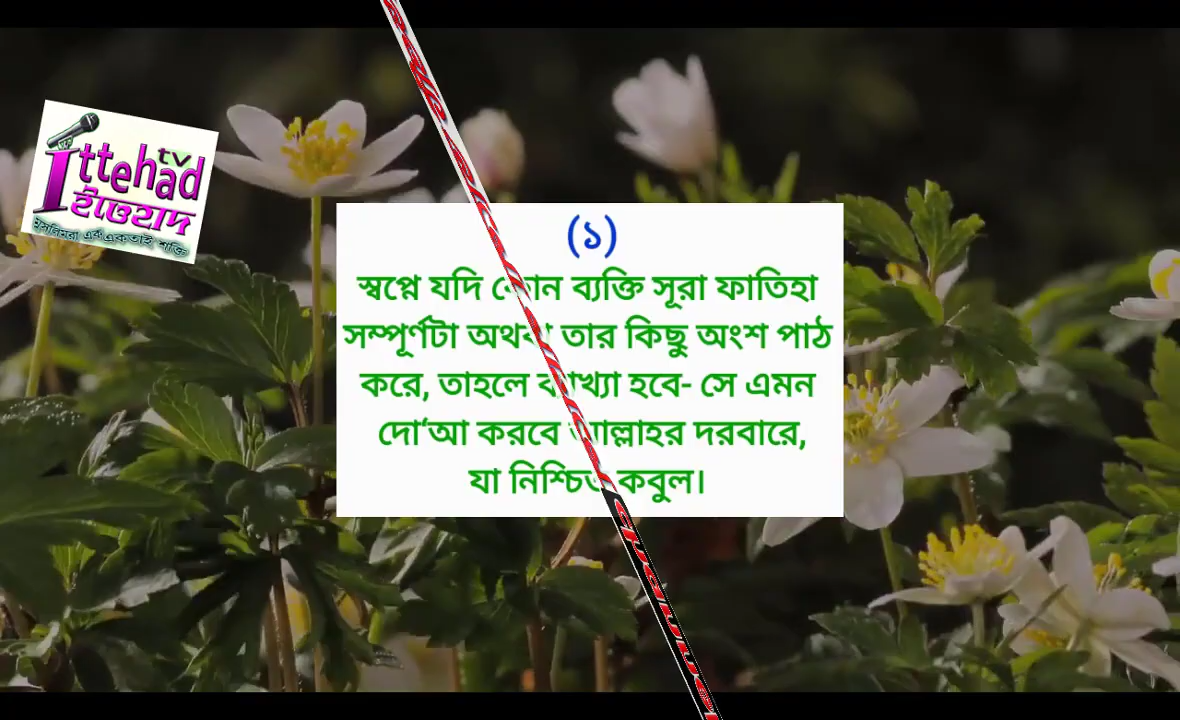 Ittehad tv
ইত্তেহাদ
(১)
স্বপ্নে যদি কোন ব্যক্তি সূরা ফাতিহা
সম্পূর্ণটা অথবা তার কিছু অংশ পাঠ
করে, তাহলে ব্যাখ্যা হবে- সে এমন
দো‘আ করবে আল্লাহর দরবারে,
যা নিশ্চিত কবুল।